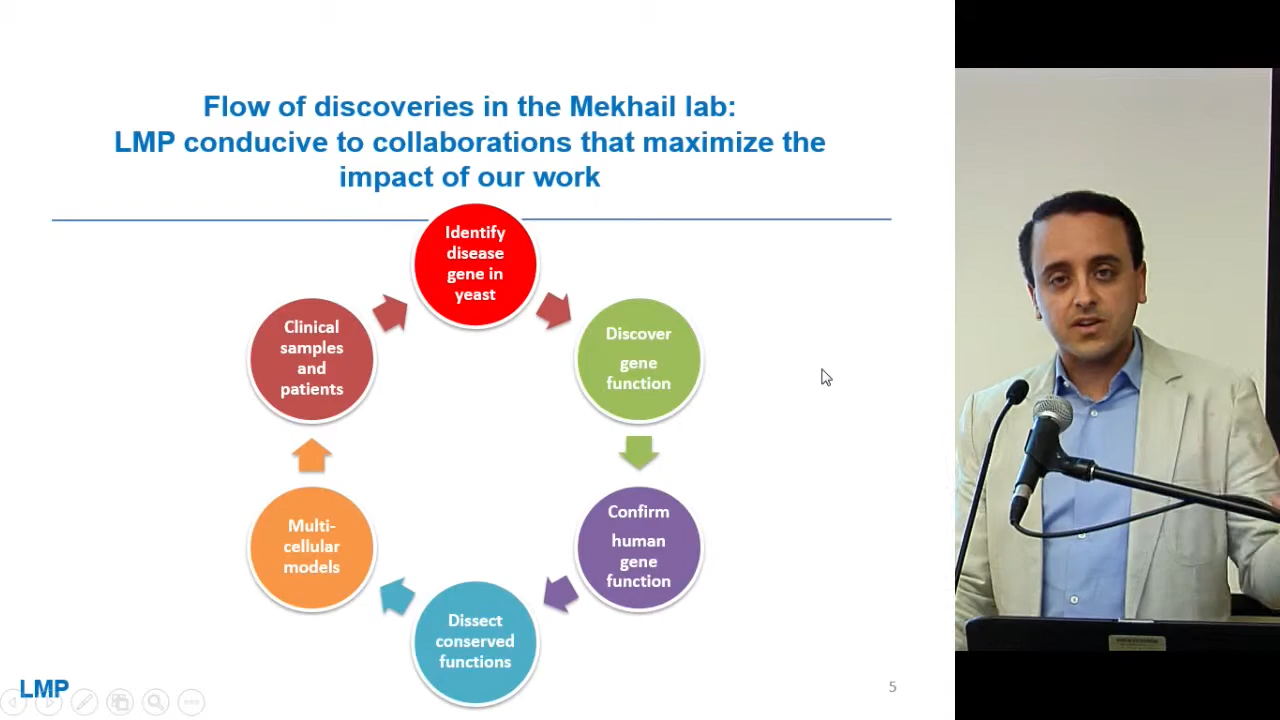 Flow of discoveries in the Mekhail lab:
LMP conducive to collaborations that maximize the
impact of our work
Identify
disease
gene in
yeast
Discover
gene
function
Confirm
human
gene
function
Dissect
conserved
functions
Multi-
cellular
models
Clinical
samples
and
patients
LMP
5